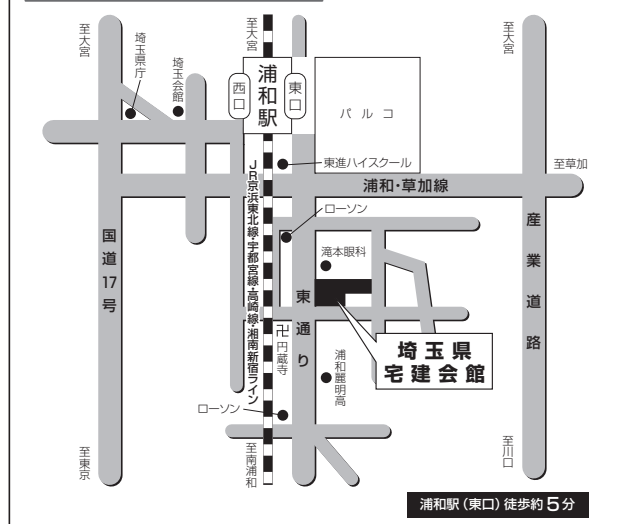 至大宮
埼玉県庁
埼玉会館
至大宮
西口
浦和駅
東口
パルコ
至大宮
東進ハイスクール
至草加
浦和・草加線
ローソン
滝本眼科
国道17号
JR京浜東北線・宇都宮線・高崎線・湘南新宿ライン
東通り
産業道路
卍円蔵寺
埼玉県
宅建会館
浦和麗明高
ローソン
至東京
至南浦和
至川口
浦和駅（東口）徒歩約5分